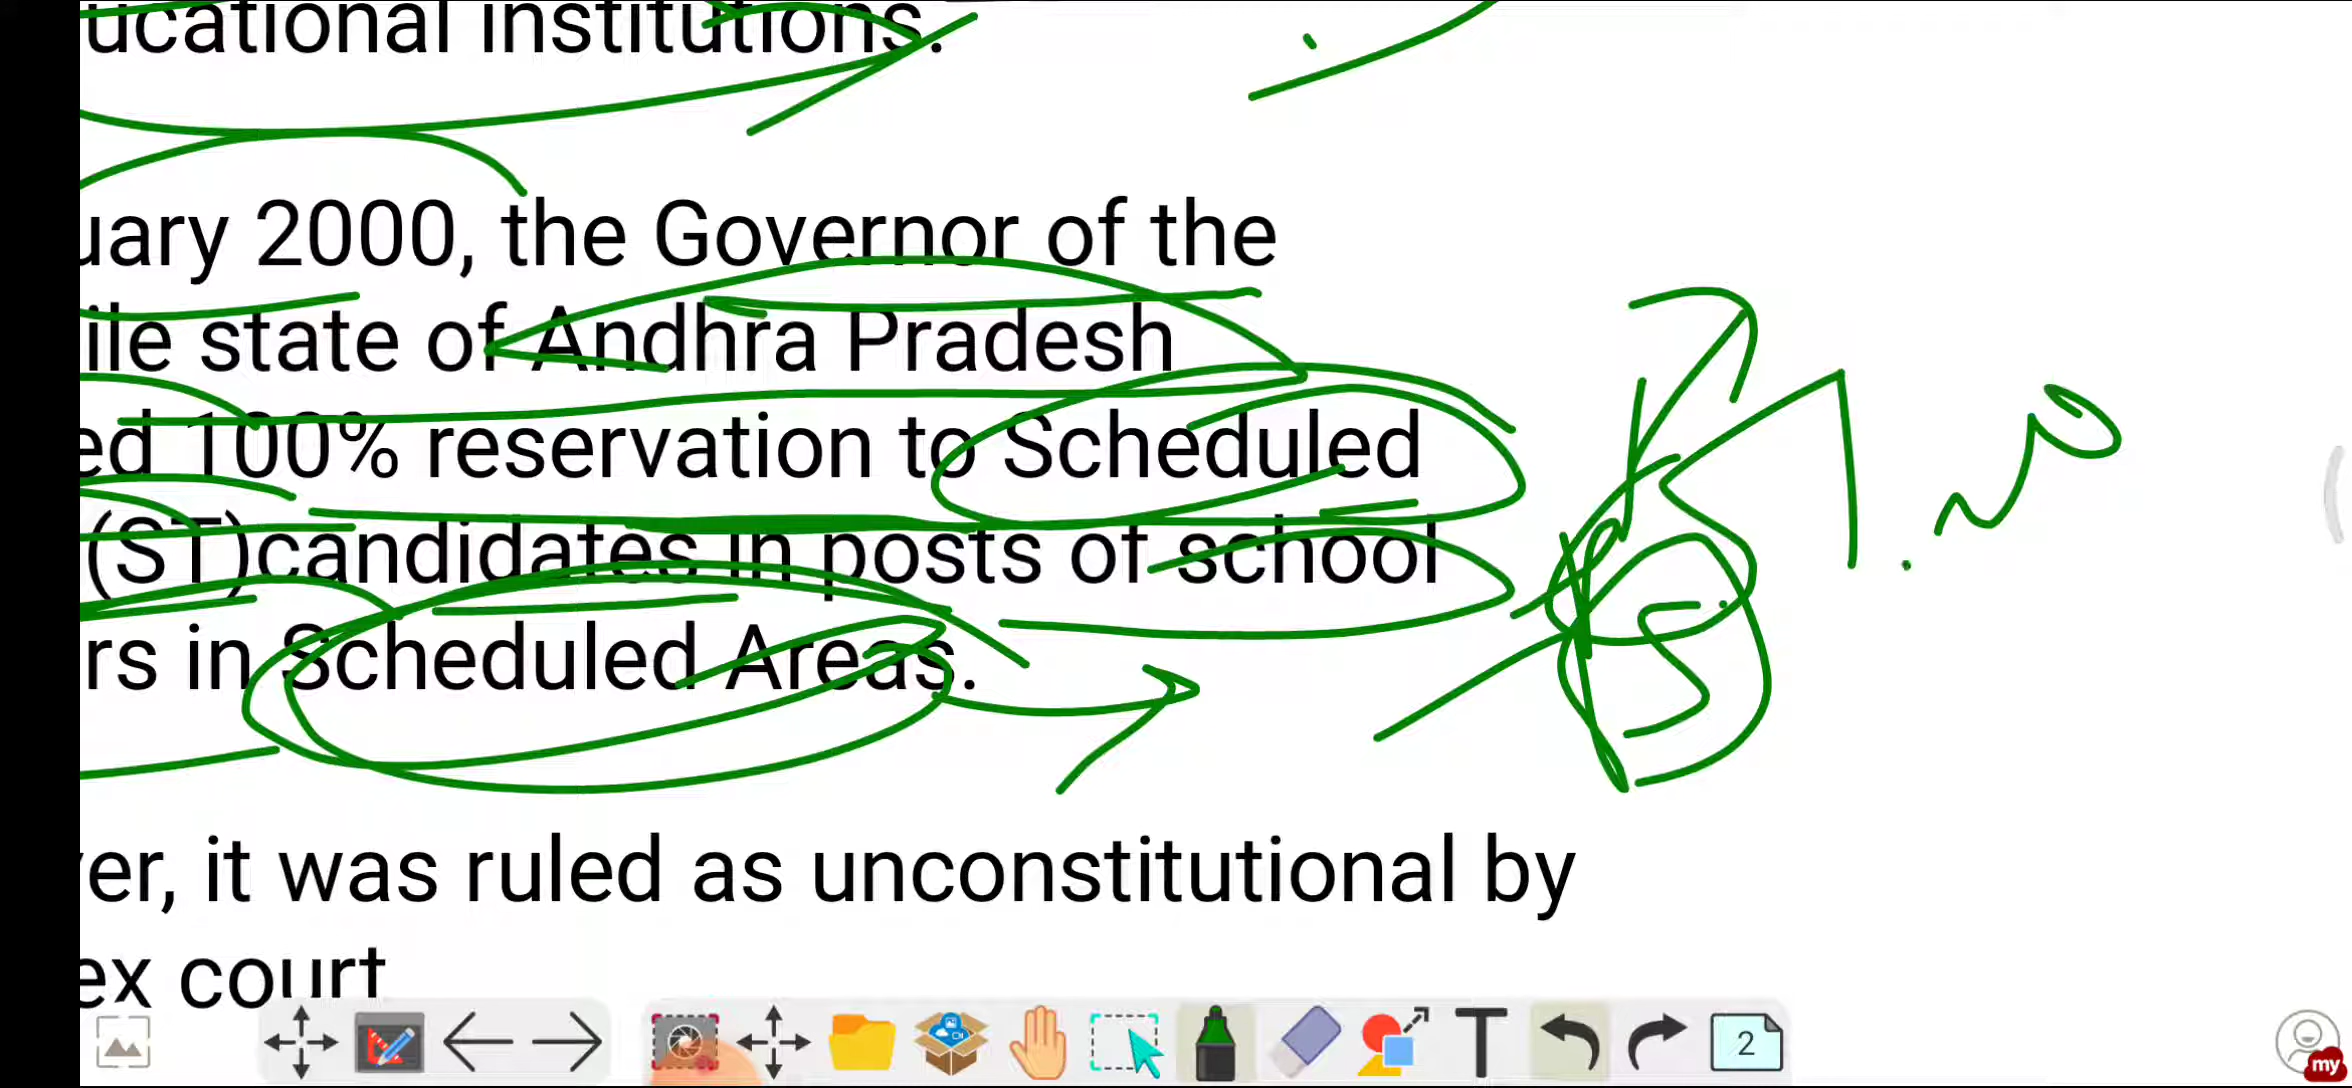 ucational institutions.
uary 2000, the Governor of the
ile state of Andhra Pradesh
ed 100% reservation to Scheduled
(ST)candidates in posts of school
rs in Scheduled Areas.
er, it was ruled as unconstitutional by
ex court
2
my